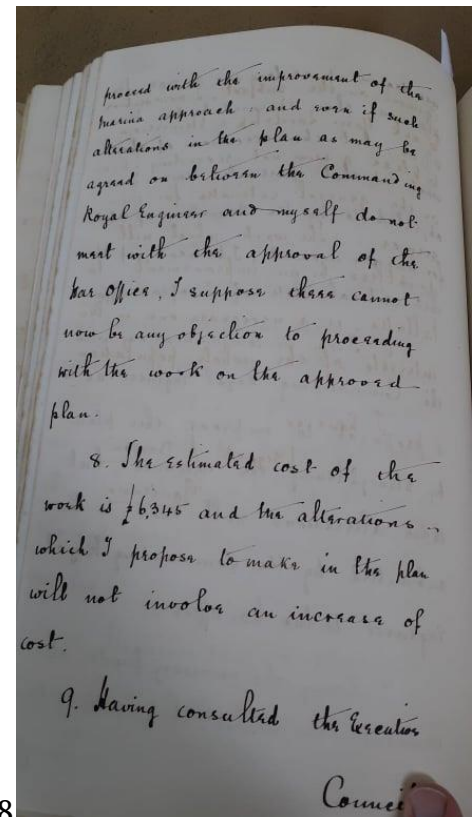 proceed with the improvement of the
Marina approach, and even if such
alterations in the plan as may be
agreed on between the Commanding
Royal Engineer and myself do not
meet with the approval of the
War Office, I suppose there cannot
now be any objection to proceeding
with the work on the approved
plan.
8. The estimated cost of the
work is £6,345 and the alterations
which I propose to make in the plan
will not involve an increase of
cost.
9. Having consulted the Executive
Council
8